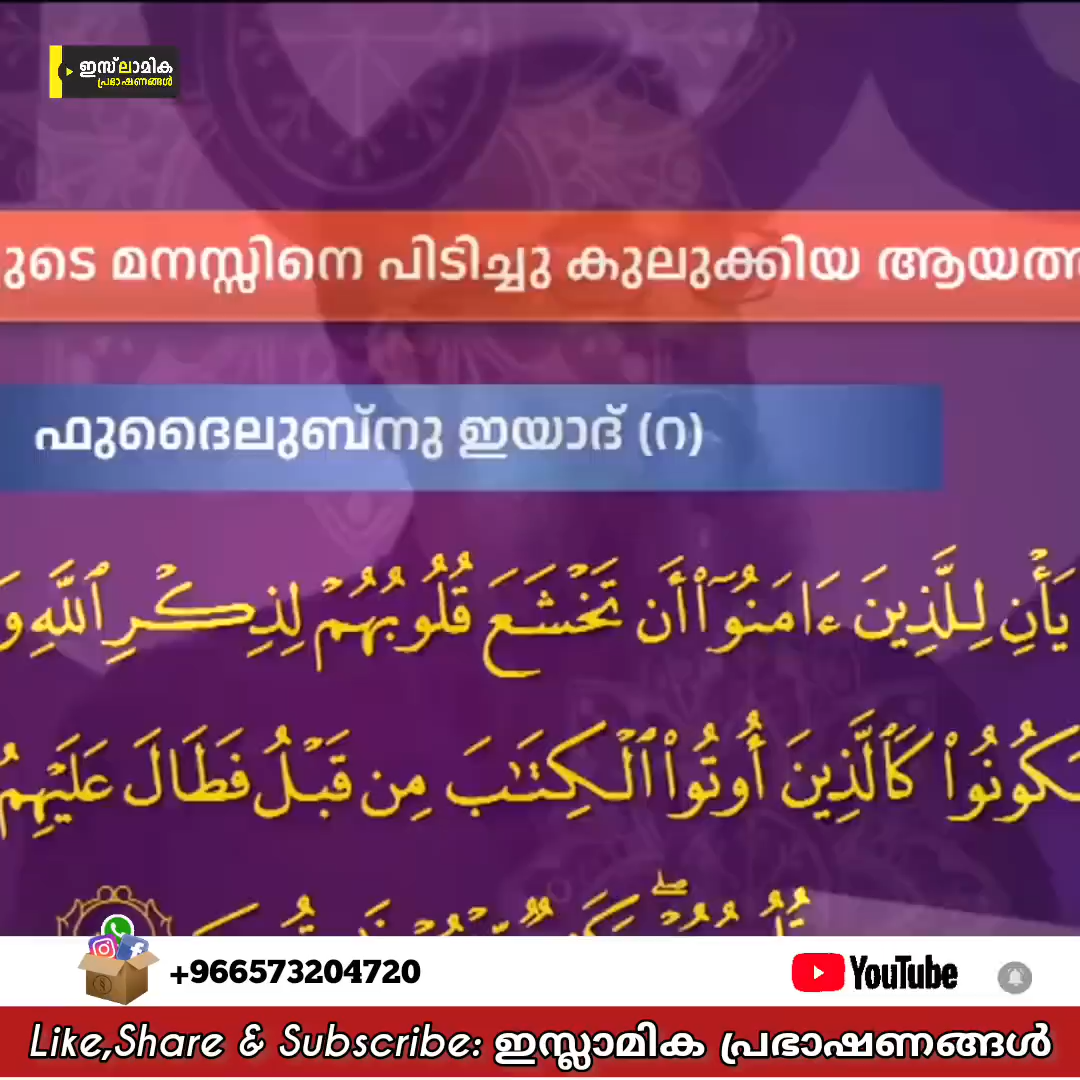 ഇസ്‌ലാമിക
പ്രഭാഷണങ്ങൾ
ുടെ മനസ്സിനെ പിടിച്ചു കുലുക്കിയ ആയത്ത
ഫുദൈലുബ്നു ഇയാദ് (റ)
يَأْنِ لِلَّذِينَ ءَامَنُوٓا۟ أَن تَخْشَعَ قُلُوبُهُمْ لِذِكْرِ ٱللَّهِ وَ
كُونُوا۟ كَٱلَّذِينَ أُوتُوا۟ ٱلْكِتَـٰبَ مِن قَبْلُ فَطَالَ عَلَيْهِمُ
+966573204720
YouTube
Like,Share & Subscribe: ഇസ്ലാമിക പ്രഭാഷണങ്ങൾ